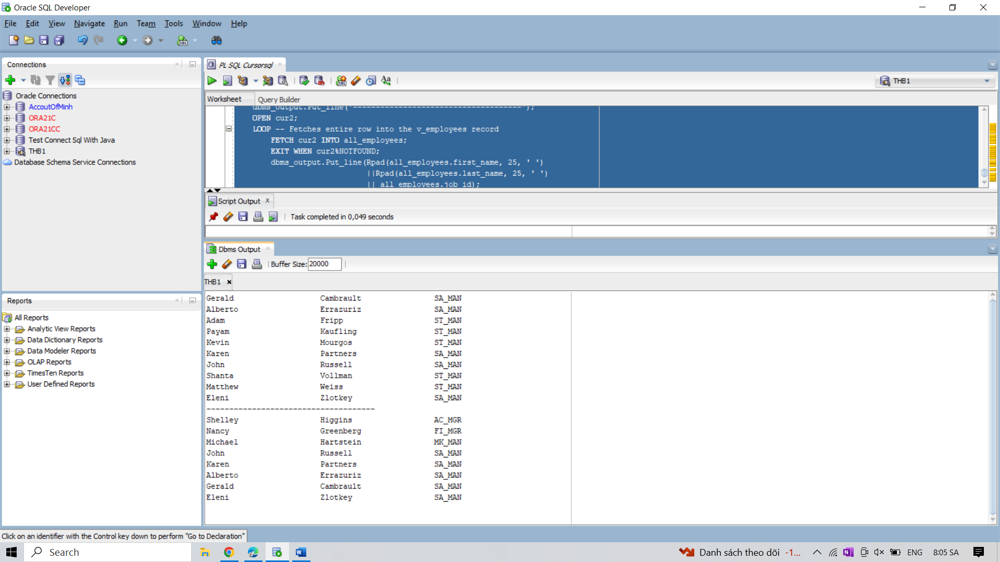 Oracle SQL Developer
File Edit View Navigate Run Team Tools Window Help
Connections
Oracle Connections
AccoutOfMinh
ORA21C
ORA21CC
Test Connect Sql With Java
THB1
Database Schema Service Connections
Reports
All Reports
Analytic View Reports
Data Dictionary Reports
Data Modeler Reports
OLAP Reports
TimesTen Reports
User Defined Reports
PL SQL Cursorsql
THB1
Worksheet Query Builder
dbms_output.Put_line('-------------------------------------');
OPEN cur2;
LOOP -- Fetches entire row into the v_employees record
FETCH cur2 INTO all_employees;
EXIT WHEN cur2%NOTFOUND;
dbms_output.Put_line(Rpad(all_employees.first_name, 25, ' ')
||Rpad(all_employees.last_name, 25, ' ')
|| all_employees.job_id);
Script Output
Task completed in 0,049 seconds
Dbms Output
Buffer Size: 20000
THB1
Gerald Cambrault SA_MAN
Alberto Errazuriz SA_MAN
Adam Fripp ST_MAN
Payam Kaufling ST_MAN
Kevin Mourgos ST_MAN
Karen Partners SA_MAN
John Russell SA_MAN
Shanta Vollman ST_MAN
Matthew Weiss ST_MAN
Eleni Zlotkey SA_MAN
-------------------------------------
Shelley Higgins AC_MGR
Nancy Greenberg FI_MGR
Michael Hartstein MK_MAN
John Russell SA_MAN
Karen Partners SA_MAN
Alberto Errazuriz SA_MAN
Gerald Cambrault SA_MAN
Eleni Zlotkey SA_MAN
Click on an identifier with the Control key down to perform "Go to Declaration"
Search
Danh sách theo dõi -1...
ENG
8:05 SA